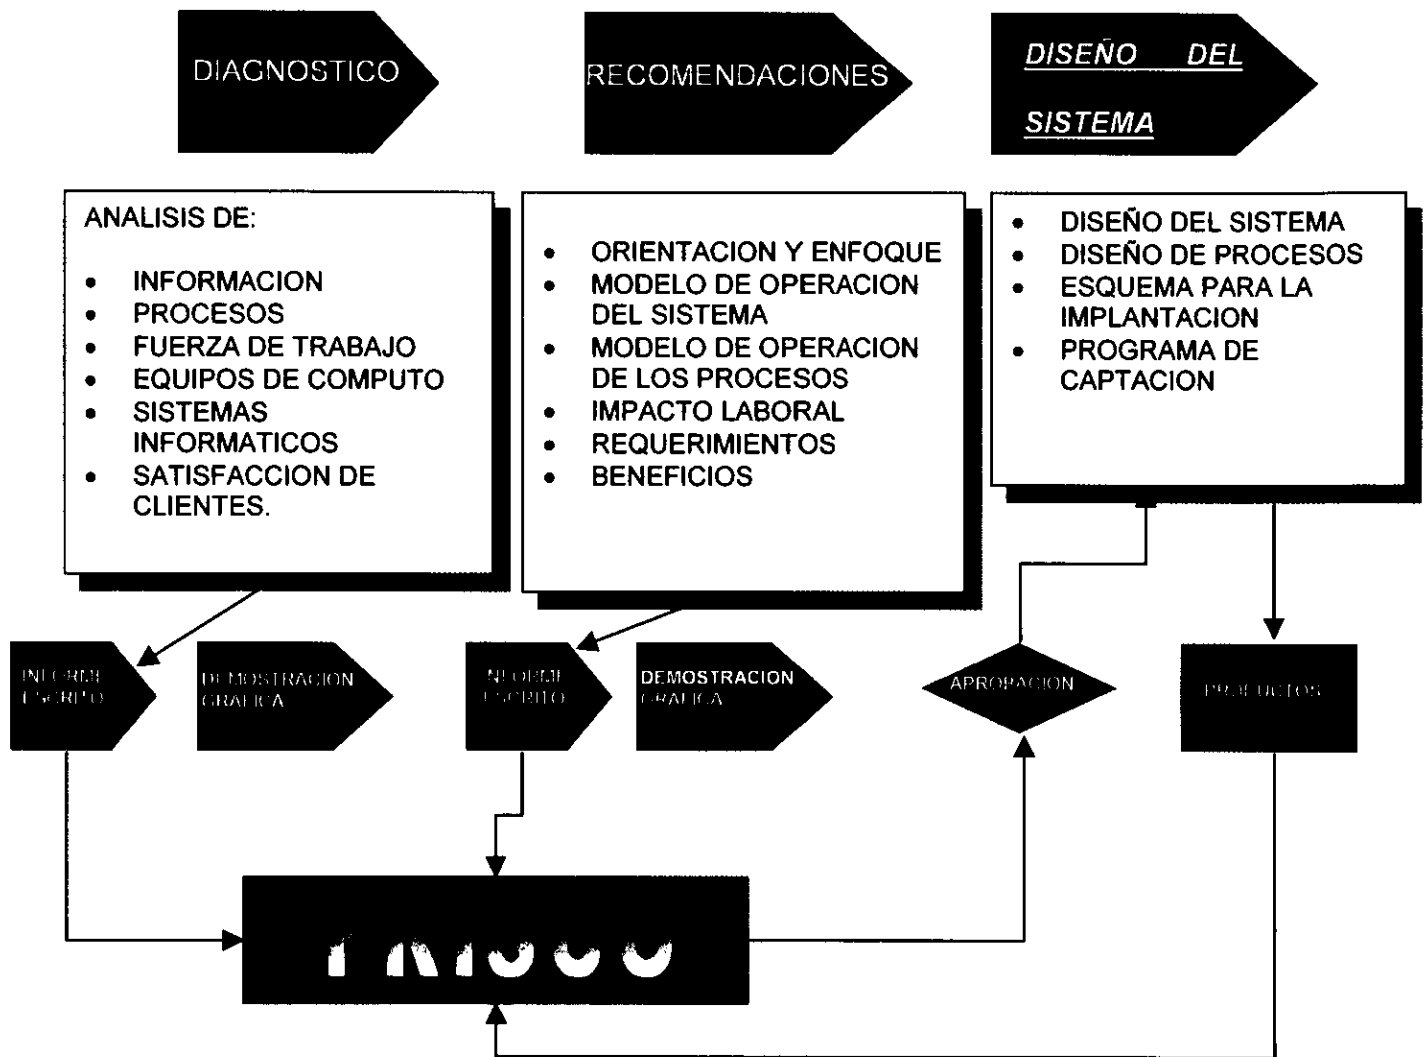 DIAGNOSTICO
RECOMENDACIONES
DISEÑO DEL
SISTEMA
ANALISIS DE:
• INFORMACION
• PROCESOS
• FUERZA DE TRABAJO
• EQUIPOS DE COMPUTO
• SISTEMAS
INFORMATICOS
• SATISFACCION DE
CLIENTES.
• ORIENTACION Y ENFOQUE
• MODELO DE OPERACION
DEL SISTEMA
• MODELO DE OPERACION
DE LOS PROCESOS
• IMPACTO LABORAL
• REQUERIMIENTOS
• BENEFICIOS
• DISEÑO DEL SISTEMA
• DISEÑO DE PROCESOS
• ESQUEMA PARA LA
IMPLANTACION
• PROGRAMA DE
CAPTACION
INFORME
ESCRITO
DEMOSTRACION
GRAFICA
INFORME
ESCRITO
DEMOSTRACION
GRAFICA
APROBACION
PRODUCTOS